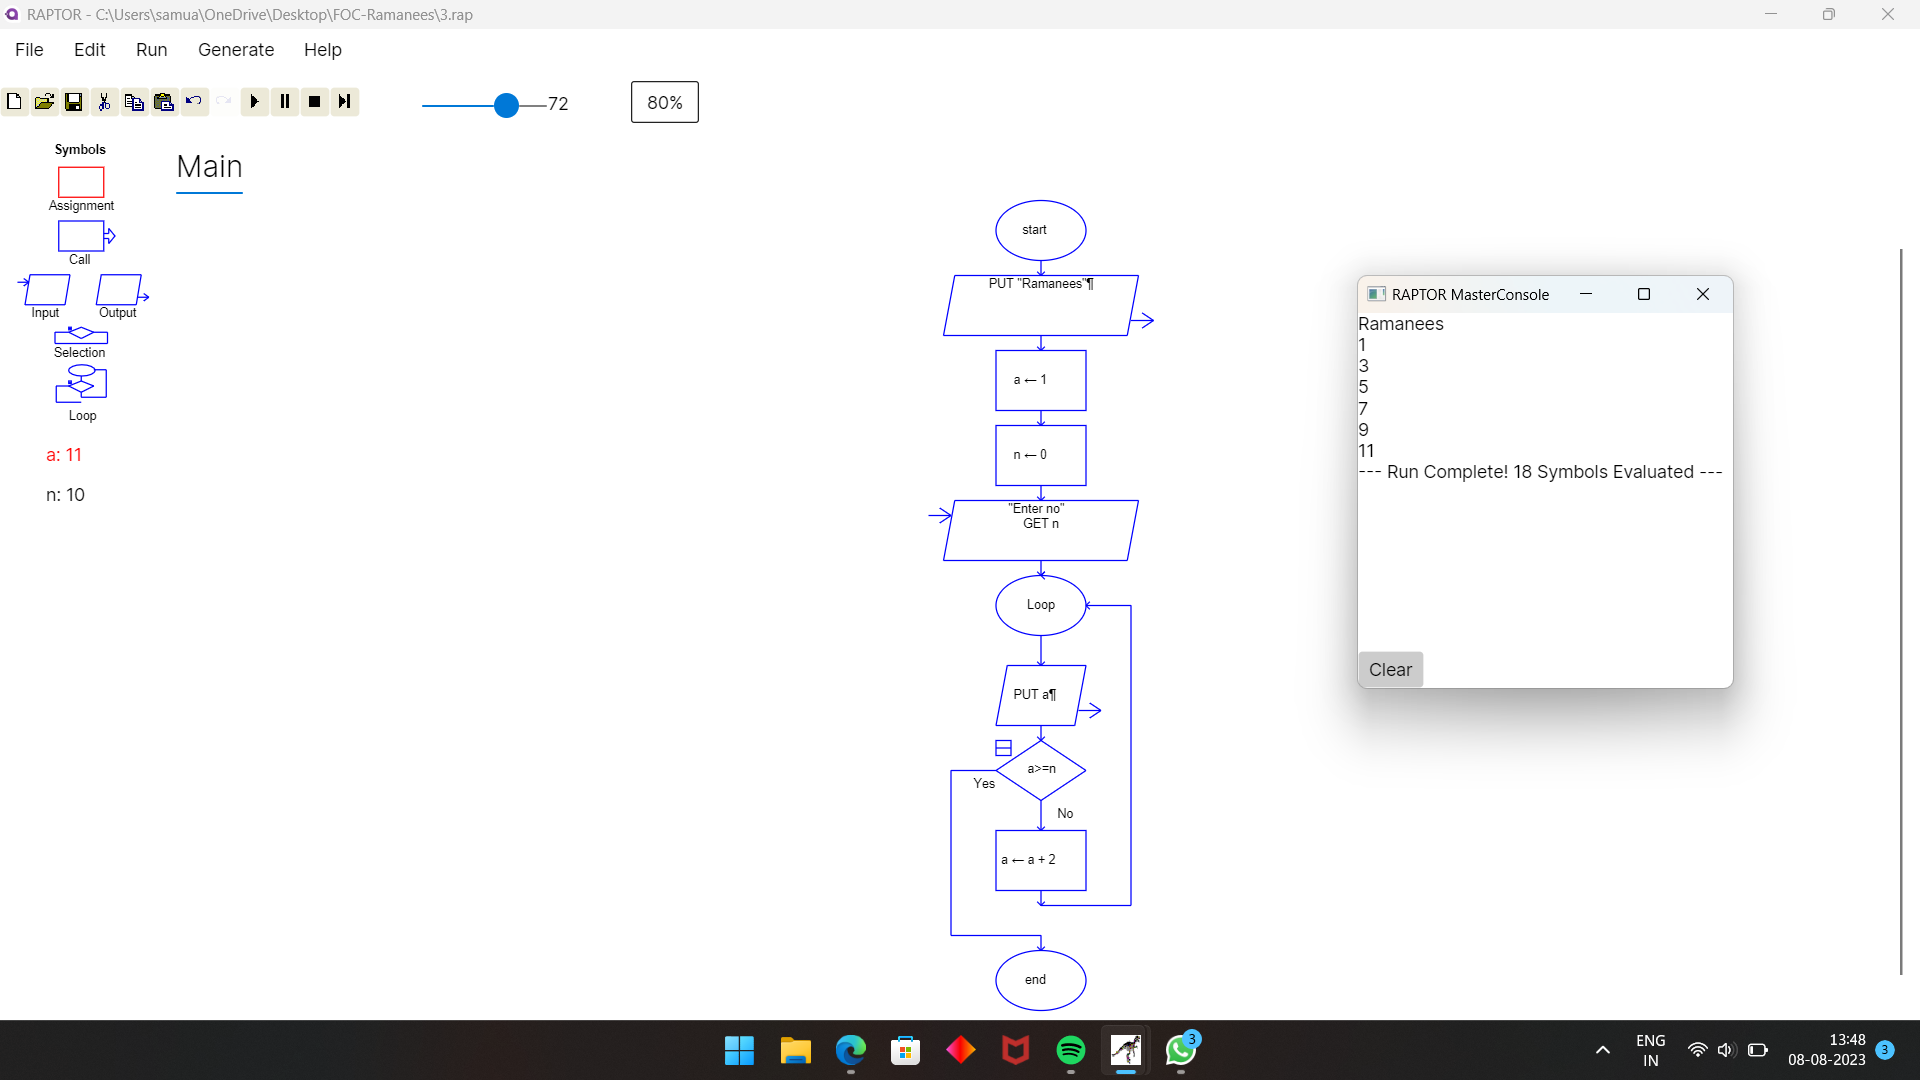 RAPTOR - C:\Users\samua\OneDrive\Desktop\FOC-Ramanees\3.rap
File Edit Run Generate Help
72
80%
Symbols
Assignment
Call
Input Output
Selection
Loop
a: 11
n: 10
Main
start
PUT "Ramanees"¶
a ← 1
n ← 0
"Enter no"
GET n
Loop
PUT a¶
a>=n
Yes
No
a ← a + 2
end
RAPTOR MasterConsole
Ramanees
1
3
5
7
9
11
--- Run Complete! 18 Symbols Evaluated ---
Clear
3
ENG
IN
13:48
08-08-2023
3